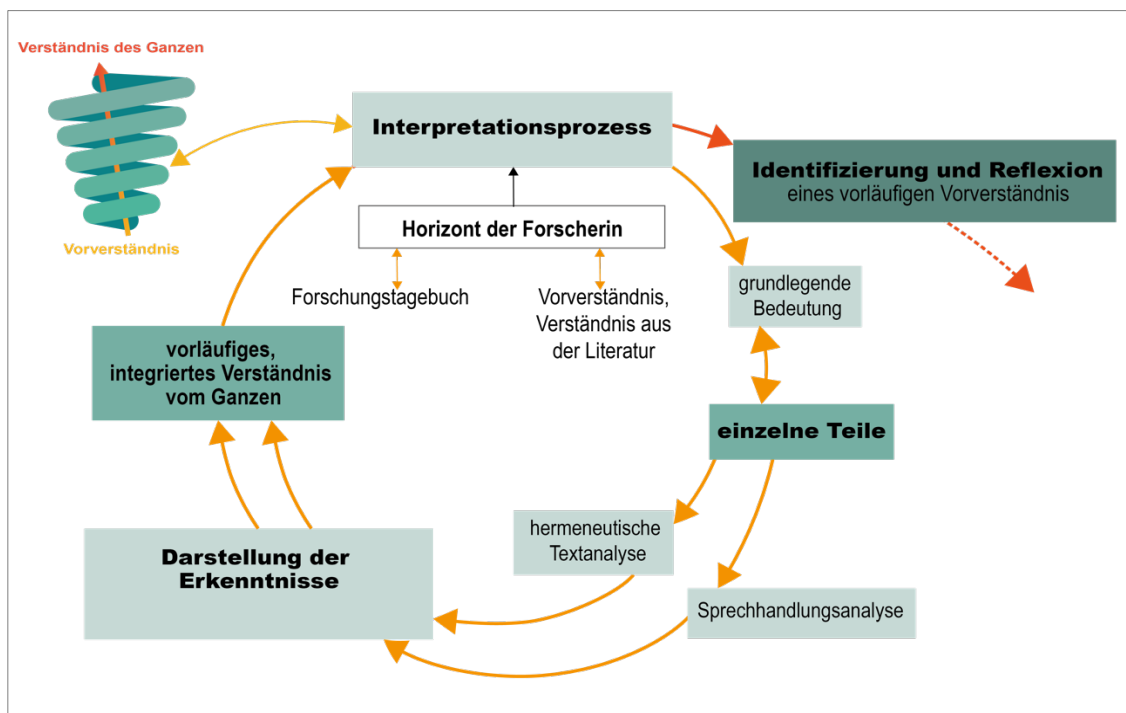 Verständnis des Ganzen
Vorverständnis
Interpretationsprozess
Identifizierung und Reflexion
eines vorläufigen Vorverständnis
Horizont der Forscherin
Forschungstagebuch
Vorverständnis,
Verständnis aus
der Literatur
grundlegende
Bedeutung
einzelne Teile
hermeneutische
Textanalyse
Sprechhandlungsanalyse
Darstellung der
Erkenntnisse
vorläufiges,
integriertes Verständnis
vom Ganzen